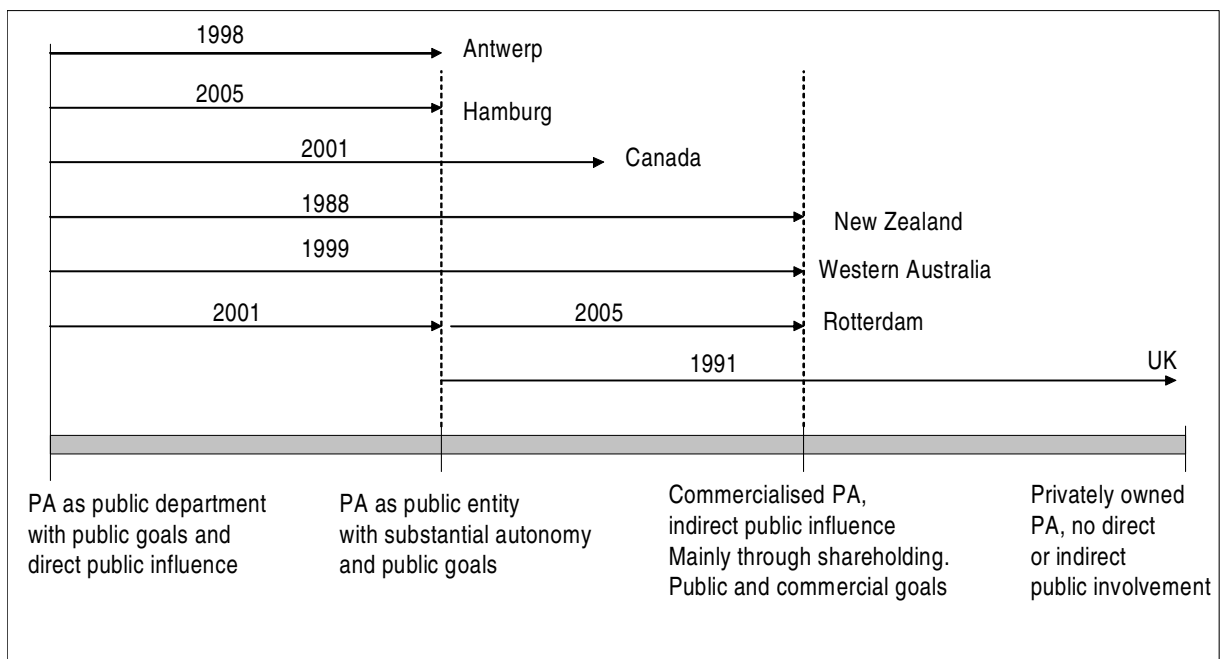 1998
Antwerp
2005
Hamburg
2001
Canada
1988
New Zealand
1999
Western Australia
2001
2005
Rotterdam
1991
UK
PA as public department
with public goals and
direct public influence
PA as public entity
with substantial autonomy
and public goals
Commercialised PA,
indirect public influence
Mainly through shareholding.
Public and commercial goals
Privately owned
PA, no direct
or indirect
public involvement